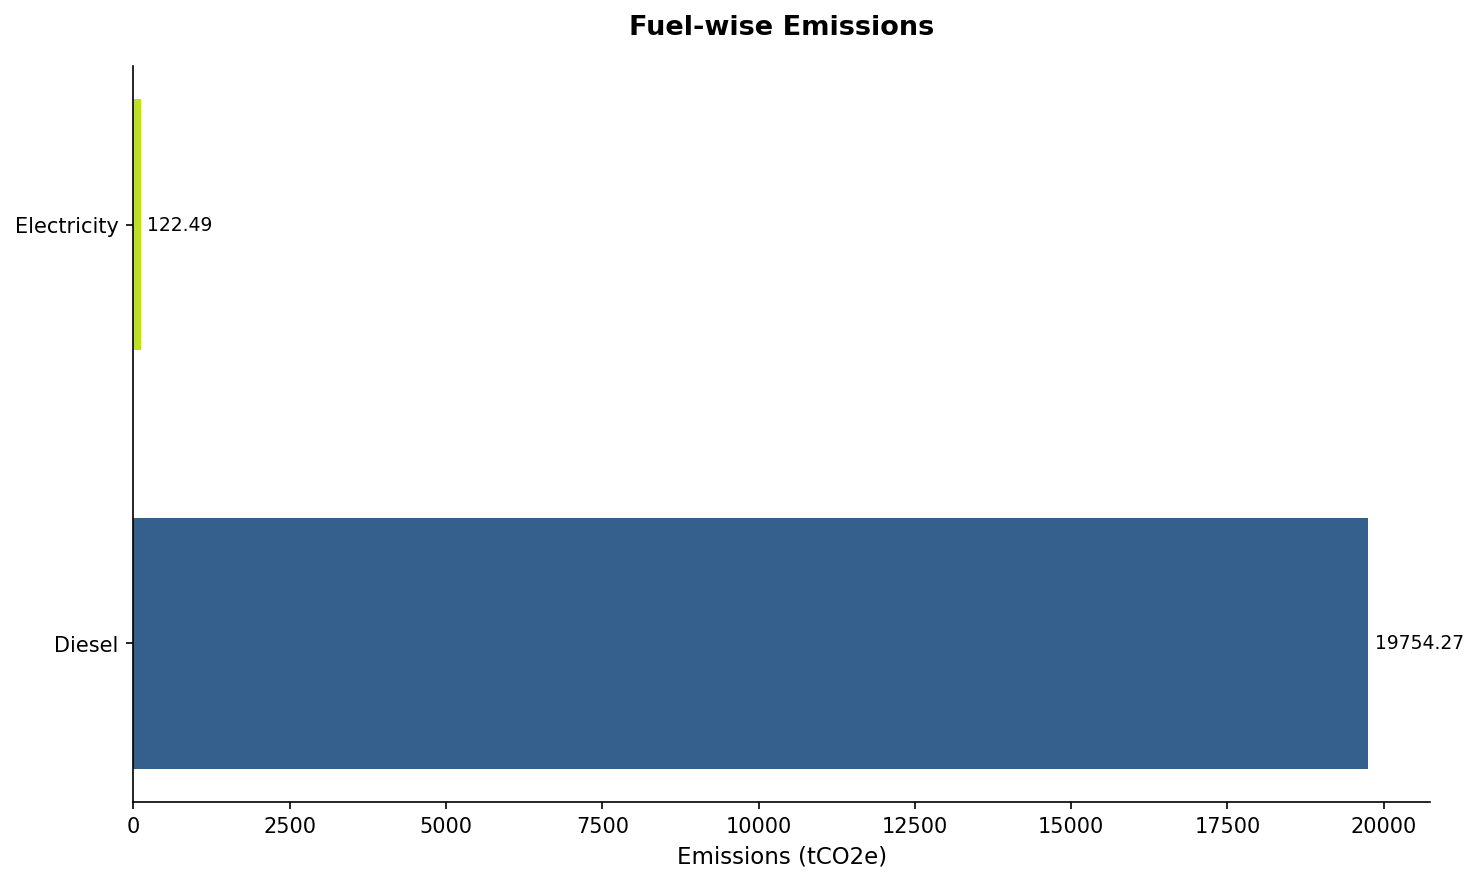 Fuel-wise Emissions
Electricity
122.49
Diesel
19754.27
0 2500 5000 7500 10000 12500 15000 17500 20000
Emissions (tCO2e)